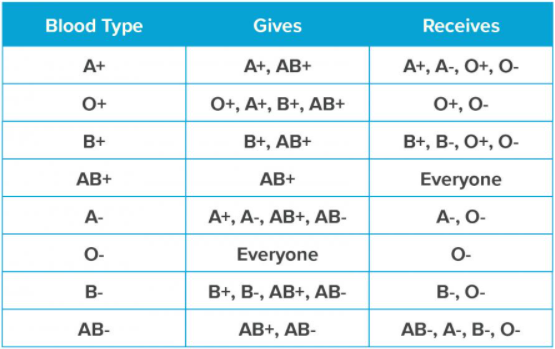 Blood Type Gives Receives
A+ A+, AB+ A+, A-, O+, O-
O+ O+, A+, B+, AB+ O+, O-
B+ B+, AB+ B+, B-, O+, O-
AB+ AB+ Everyone
A- A+, A-, AB+, AB- A-, O-
O- Everyone O-
B- B+, B-, AB+, AB- B-, O-
AB- AB+, AB- AB-, A-, B-, O-